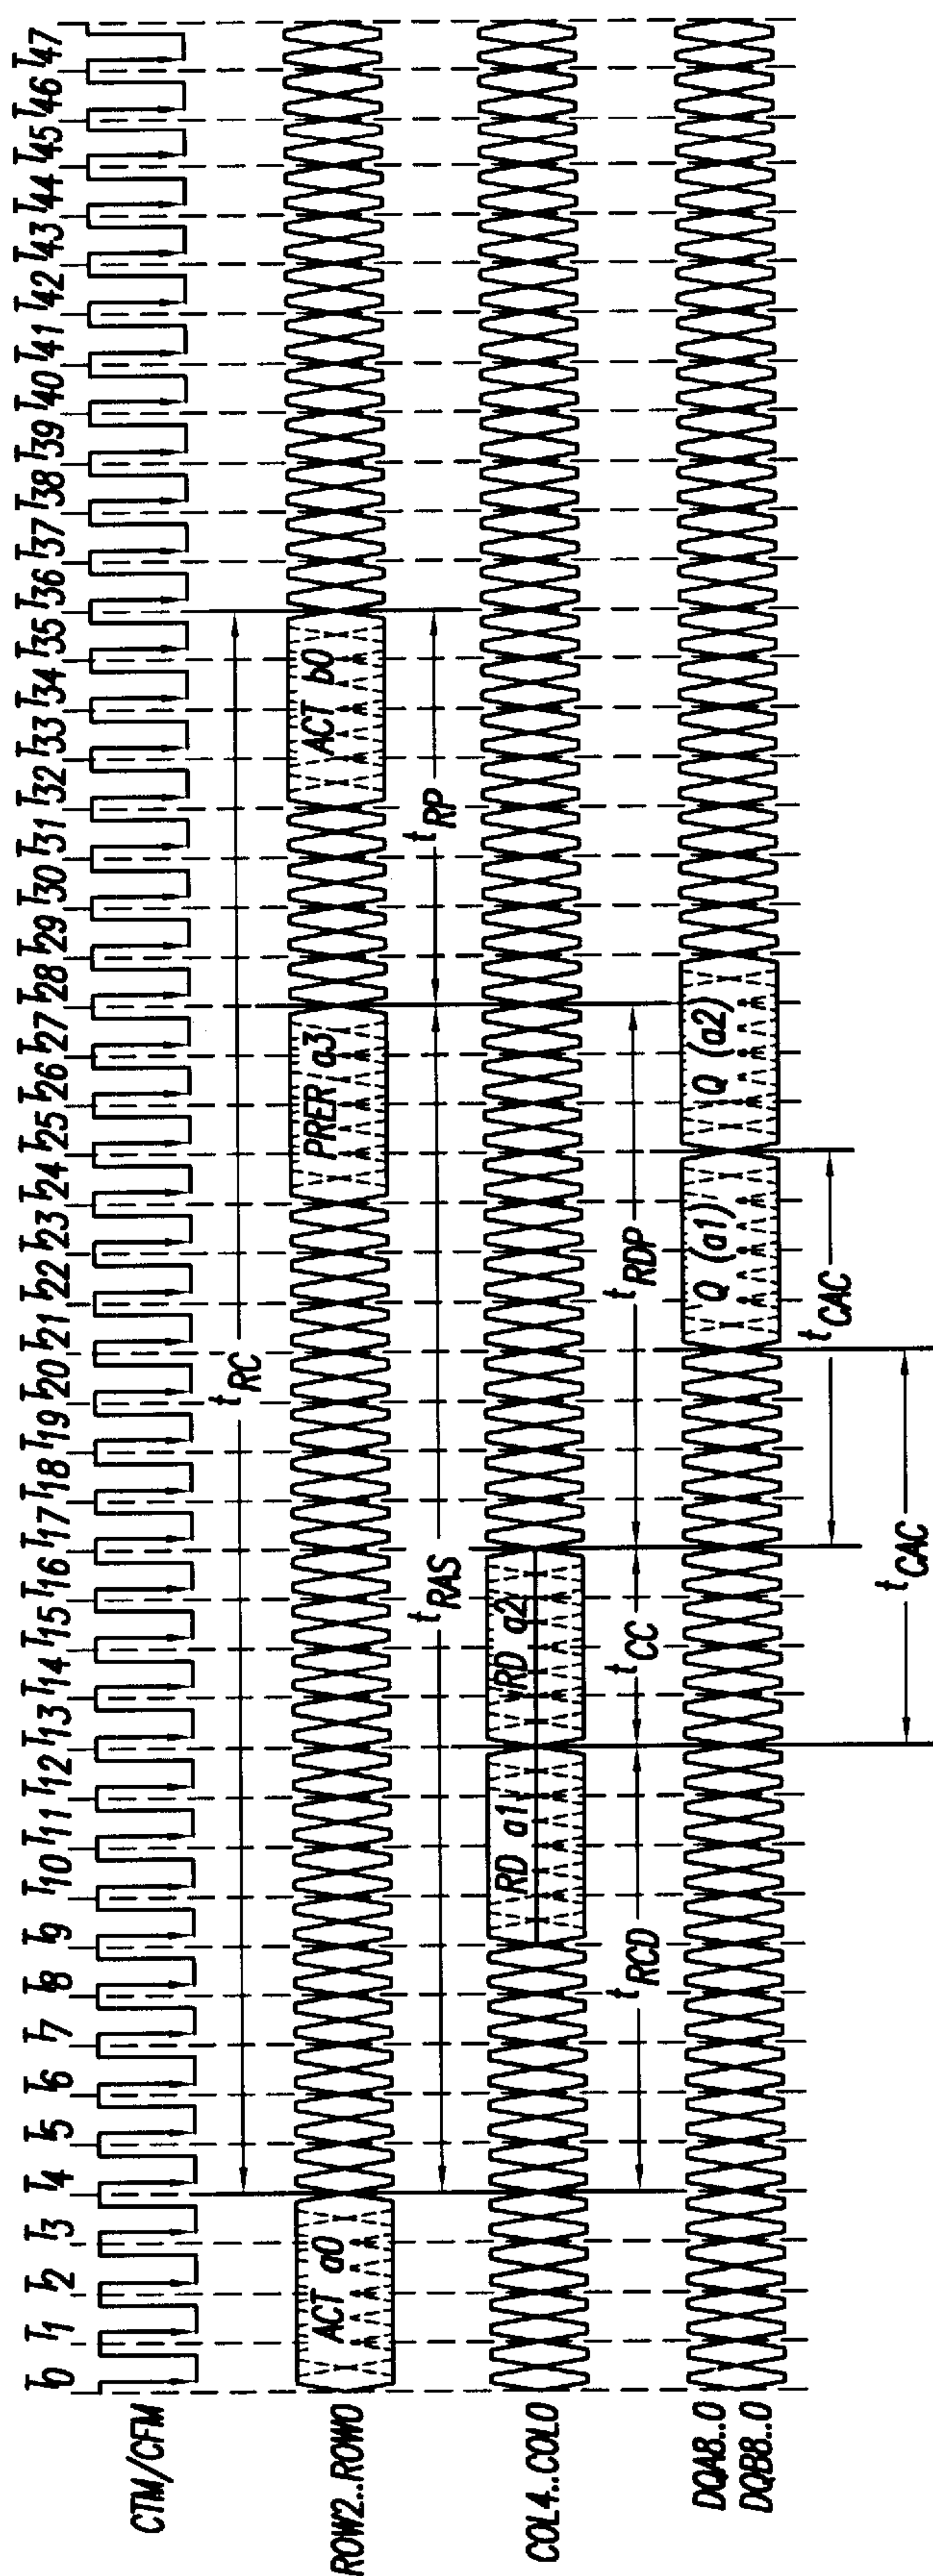 T0 T1 T2 T3 T4 T5 T6 T7 T8 T9 T10 T11 T12 T13 T14 T15 T16 T17 T18 T19 T20 T21 T22 T23 T24 T25 T26 T27 T28 T29 T30 T31 T32 T33 T34 T35 T36 T37 T38 T39 T40 T41 T42 T43 T44 T45 T46 T47
CTM/CFM
tRC
ROW2..ROW0
ACT a0
PRER a3
ACT b0
tRAS
tRP
COL4..COL0
RD a1
RD a2
tRCD
tCC
tRDP
DQA8..0
DQB8..0
Q (a1)
Q (a2)
tCAC
tCAC